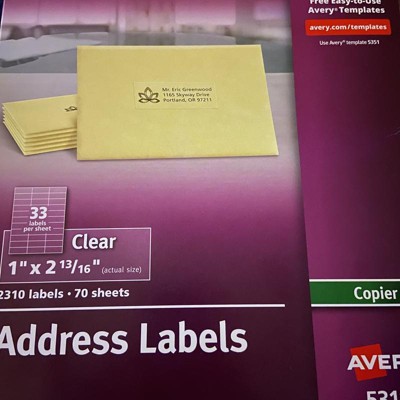 Free Easy-to-Use
Avery® Templates
avery.com/templates
Use Avery® template 5351
Mr. Eric Greenwood
1165 Skyway Drive
Portland, OR 97211
33
labels
per sheet
Clear
1" x 2 13/16" (actual size)
2310 labels • 70 sheets
Copier
Address Labels
AVER
531